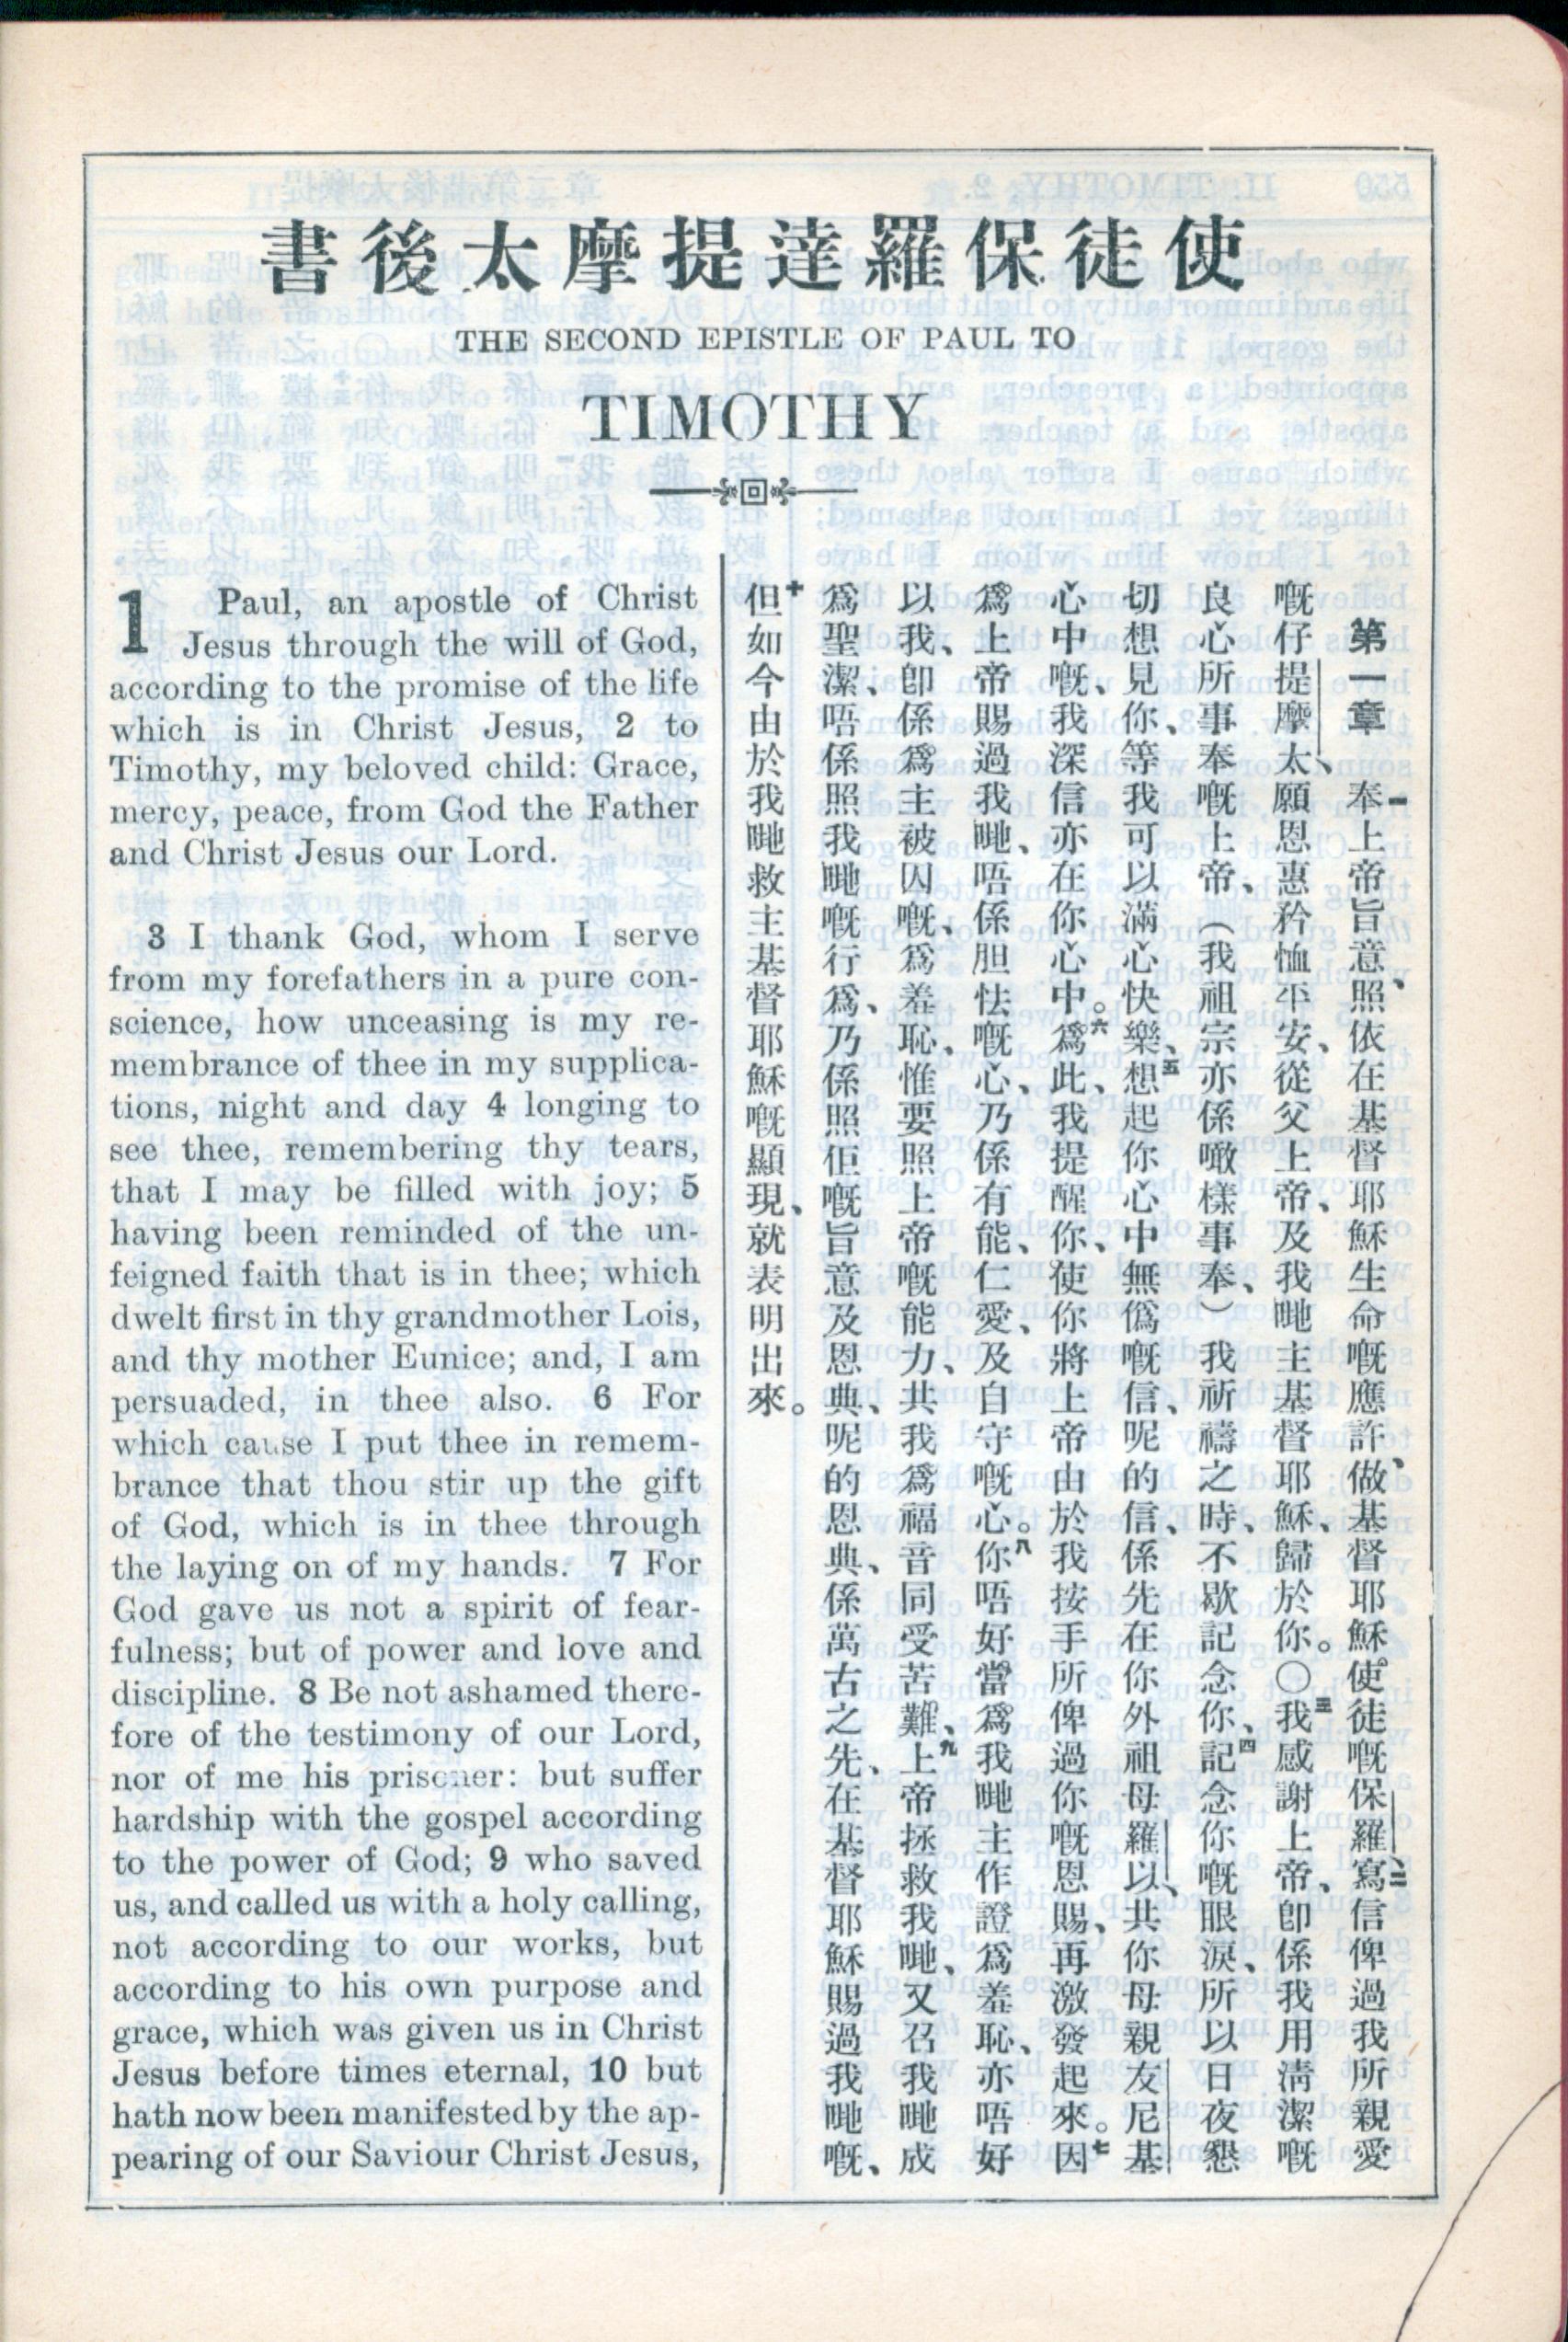 使徒保羅達提摩太後書
THE SECOND EPISTLE OF PAUL TO
TIMOTHY
1 Paul, an apostle of Christ
Jesus through the will of God,
according to the promise of the life
which is in Christ Jesus, 2 to
Timothy, my beloved child: Grace,
mercy, peace, from God the Father
and Christ Jesus our Lord.
3 I thank God, whom I serve
from my forefathers in a pure con-
science, how unceasing is my re-
membrance of thee in my supplica-
tions, night and day 4 longing to
see thee, remembering thy tears,
that I may be filled with joy; 5
having been reminded of the un-
feigned faith that is in thee; which
dwelt first in thy grandmother Lois,
and thy mother Eunice; and, I am
persuaded, in thee also. 6 For
which cause I put thee in remem-
brance that thou stir up the gift
of God, which is in thee through
the laying on of my hands. 7 For
God gave us not a spirit of fear-
fulness; but of power and love and
discipline. 8 Be not ashamed there-
fore of the testimony of our Lord,
nor of me his prisoner: but suffer
hardship with the gospel according
to the power of God; 9 who saved
us, and called us with a holy calling,
not according to our works, but
according to his own purpose and
grace, which was given us in Christ
Jesus before times eternal, 10 but
hath now been manifested by the ap-
pearing of our Saviour Christ Jesus,
第一章 一奉上帝旨意、照依在基督耶穌生命嘅應許、做基督耶穌使徒嘅保羅、二寫信俾過我所親愛
嘅仔提摩太、願恩惠矜恤平安、從父上帝、及我哋主基督耶穌、歸於你。〇三我感謝上帝、卽係我用清潔嘅
良心所事奉嘅上帝、（我祖宗亦係噉樣事奉、）我祈禱之時、不歇記念你、四記念你嘅眼淚、所以日夜懇
切想見你、等我可以滿心快樂、五想起你心中無僞嘅信、呢的信、係先在你外祖母羅以、共你母親友尼基
心中嘅、我深信亦在你心中。六爲此、我提醒你、使你將上帝由於我按手所俾過你嘅恩賜、再激發起來。七因
爲上帝賜過我哋、唔係胆怯嘅心、乃係有能、仁愛、及自守嘅心。八你唔好當爲我哋主作證爲羞恥、亦唔好
以我、卽係爲主被囚嘅、爲羞恥、惟要照上帝嘅能力、共我爲福音同受苦難、九上帝拯救我哋、又召我哋成
爲聖潔、唔係照我哋嘅行爲、乃係照佢嘅旨意及恩典、呢的恩典、係萬古之先、在基督耶穌賜過我哋嘅、
十但如今由於我哋救主基督耶穌嘅顯現、就表明出來。